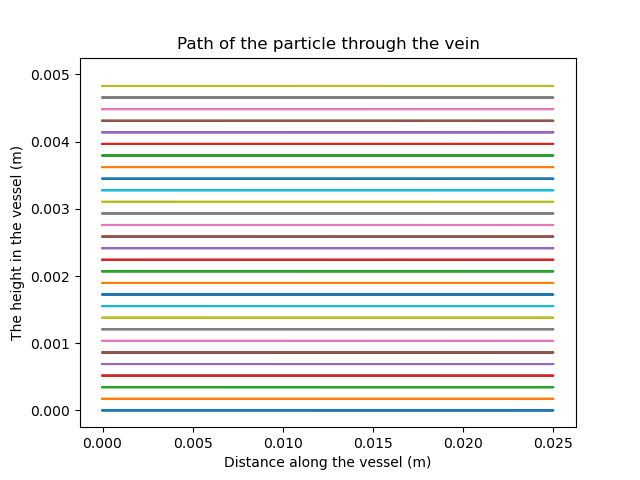 Path of the particle through the vein
0.005
0.004
0.003
0.002
0.001
0.000
The height in the vessel (m)
0.000 0.005 0.010 0.015 0.020 0.025
Distance along the vessel (m)